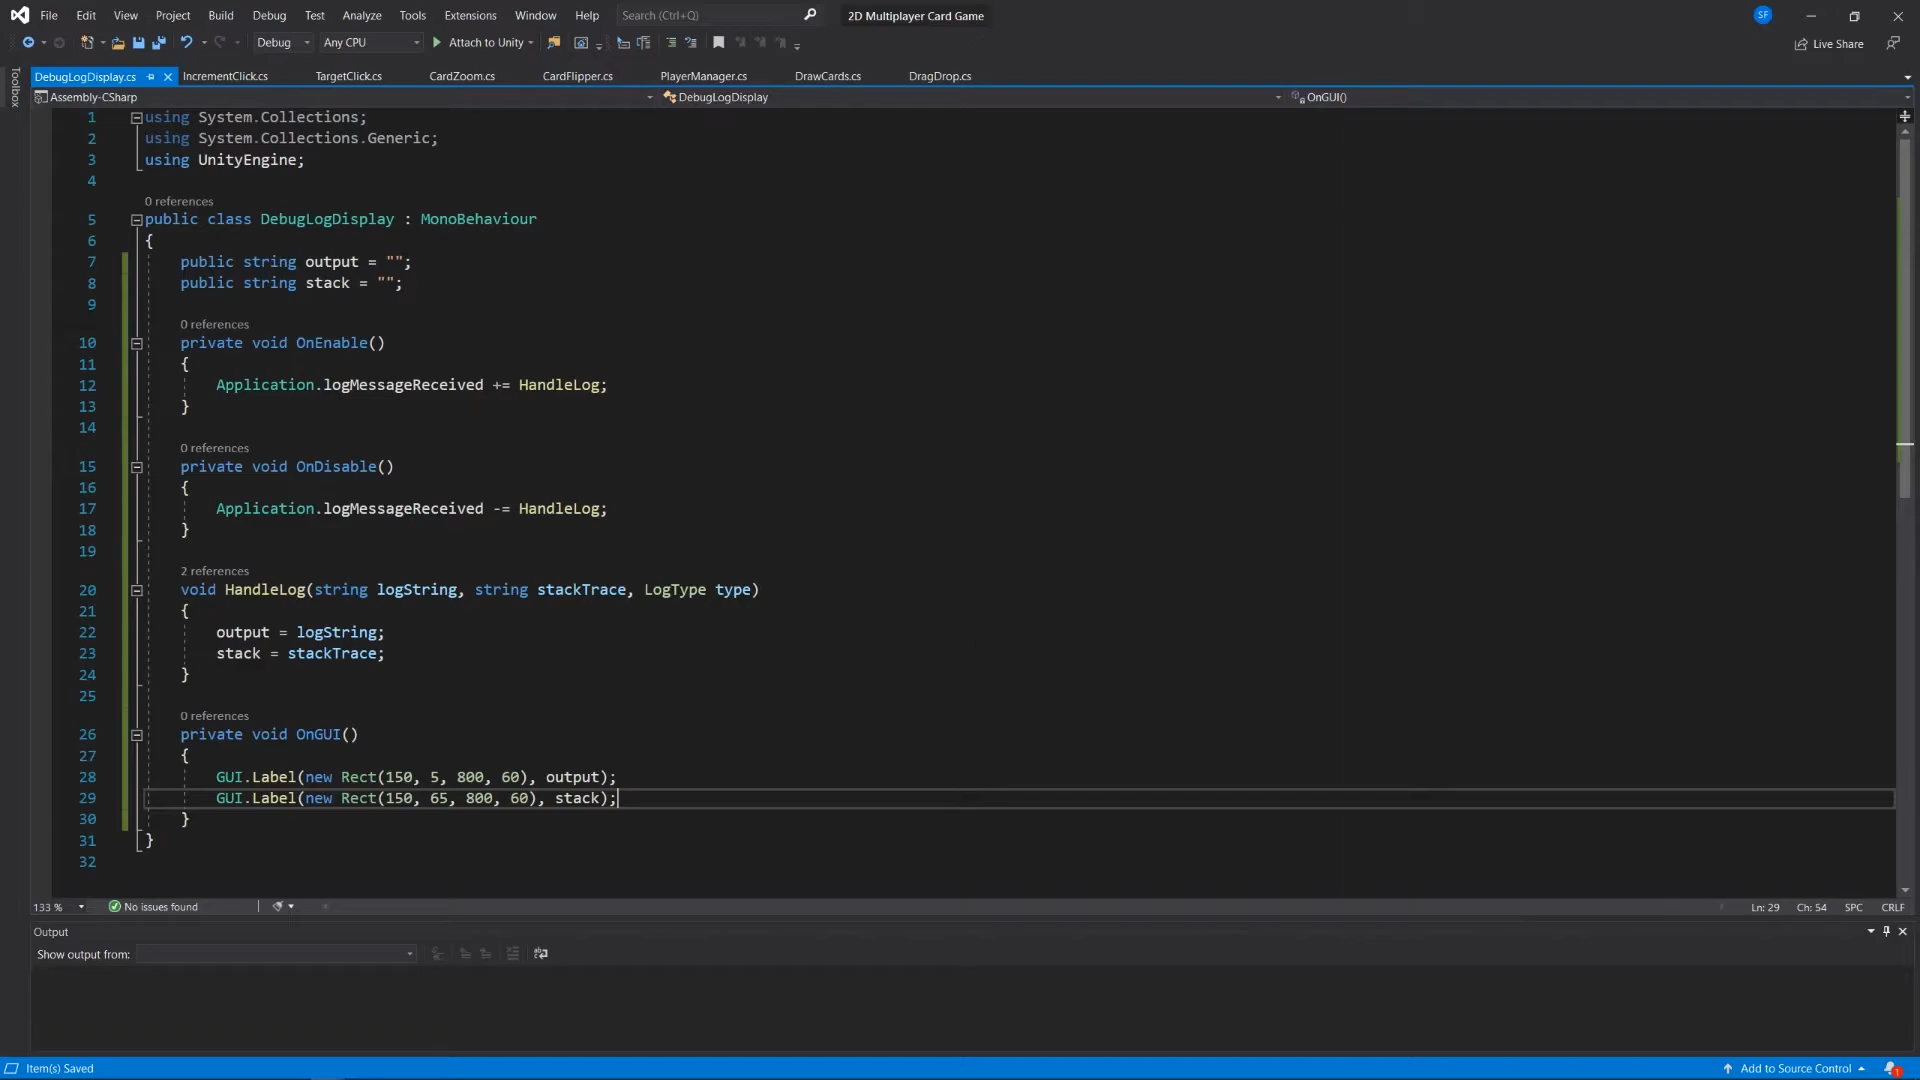 File Edit View Project Build Debug Test Analyze Tools Extensions Window Help Search (Ctrl+Q) 2D Multiplayer Card Game SF
Debug Any CPU Attach to Unity Live Share
Toolbox
DebugLogDisplay.cs IncrementClick.cs TargetClick.cs CardZoom.cs CardFlipper.cs PlayerManager.cs DrawCards.cs DragDrop.cs
Assembly-CSharp DebugLogDisplay OnGUI()
1 using System.Collections;
2 using System.Collections.Generic;
3 using UnityEngine;
4
0 references
5 public class DebugLogDisplay : MonoBehaviour
6 {
7 public string output = "";
8 public string stack = "";
9
0 references
10 private void OnEnable()
11 {
12 Application.logMessageReceived += HandleLog;
13 }
14
0 references
15 private void OnDisable()
16 {
17 Application.logMessageReceived -= HandleLog;
18 }
19
2 references
20 void HandleLog(string logString, string stackTrace, LogType type)
21 {
22 output = logString;
23 stack = stackTrace;
24 }
25
0 references
26 private void OnGUI()
27 {
28 GUI.Label(new Rect(150, 5, 800, 60), output);
29 GUI.Label(new Rect(150, 65, 800, 60), stack);
30 }
31 }
32
133 % No issues found Ln: 29 Ch: 54 SPC CRLF
Output
Show output from:
Item(s) Saved Add to Source Control 1